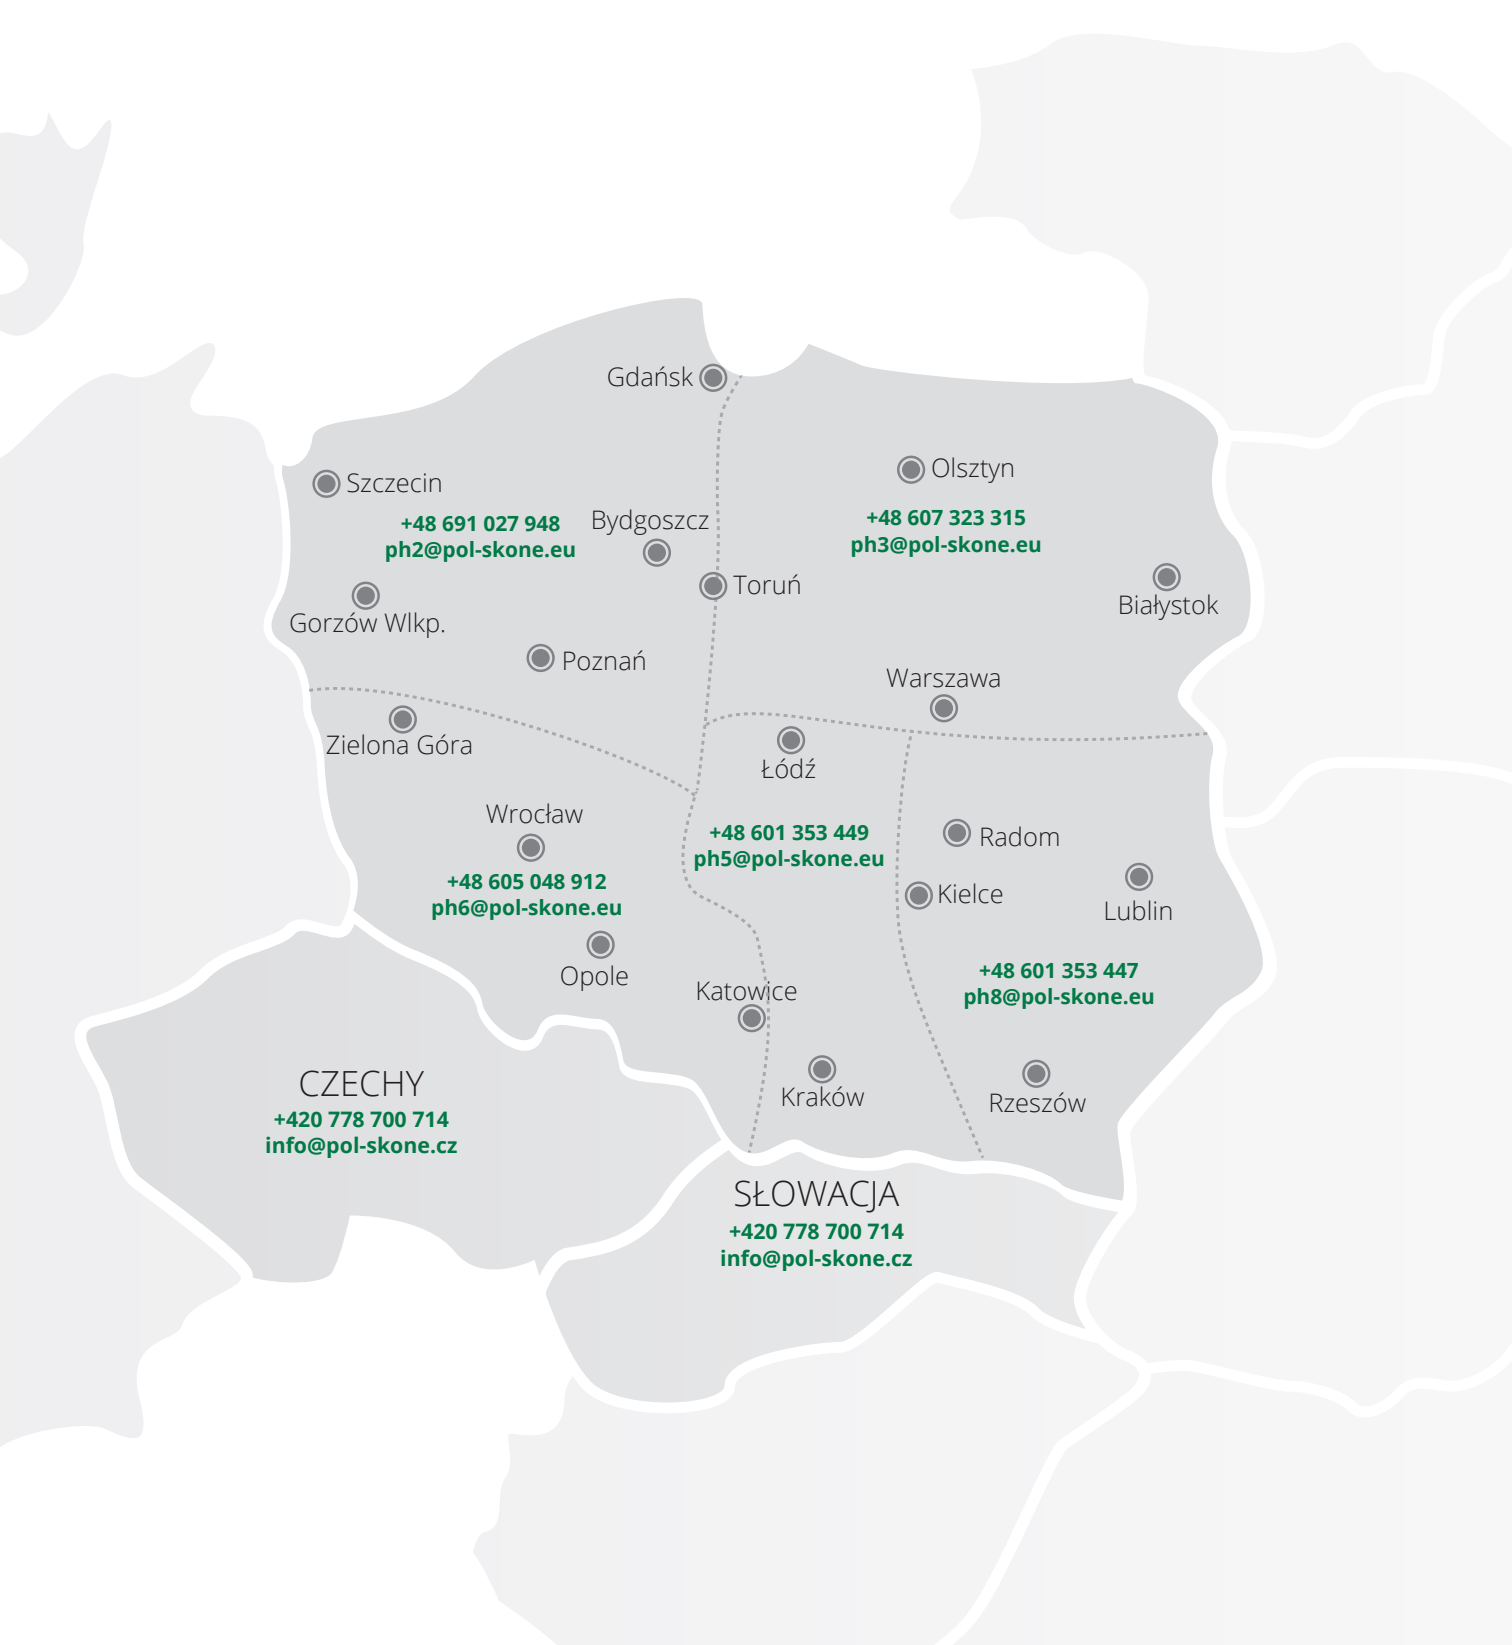 Gdańsk
Olsztyn
Szczecin
+48 607 323 315
ph3@pol-skone.eu
Bydgoszcz
+48 691 027 948
ph2@pol-skone.eu
Toruń
Białystok
Gorzów Wlkp.
Poznań
Warszawa
Zielona Góra
Łódź
Wrocław
+48 601 353 449
ph5@pol-skone.eu
Radom
+48 605 048 912
ph6@pol-skone.eu
Kielce
Lublin
Opole
Katowice
+48 601 353 447
ph8@pol-skone.eu
Kraków
Rzeszów
CZECHY
+420 778 700 714
info@pol-skone.cz
SŁOWACJA
+420 778 700 714
info@pol-skone.cz